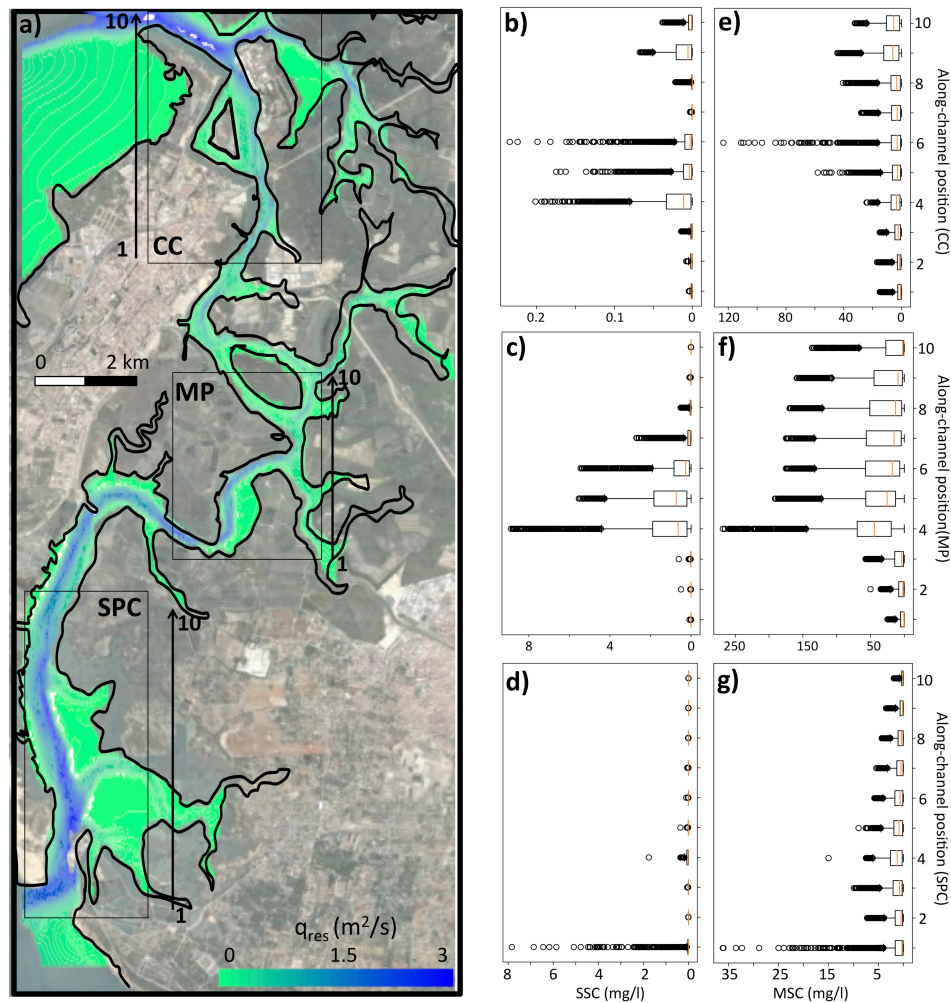 a)
10
1
CC
0 2 km
MP
10
1
SPC
10
1
q_res (m²/s)
0 1.5 3
b)
0.2 0.1 0
e)
10
8
6
4
2
120 80 40 0
Along-channel position (CC)
c)
8 4 0
f)
10
8
6
4
2
250 150 50
Along-channel position(MP)
d)
8 6 4 2 0
SSC (mg/l)
g)
10
8
6
4
2
35 25 15 5
MSC (mg/l)
Along-channel position (SPC)